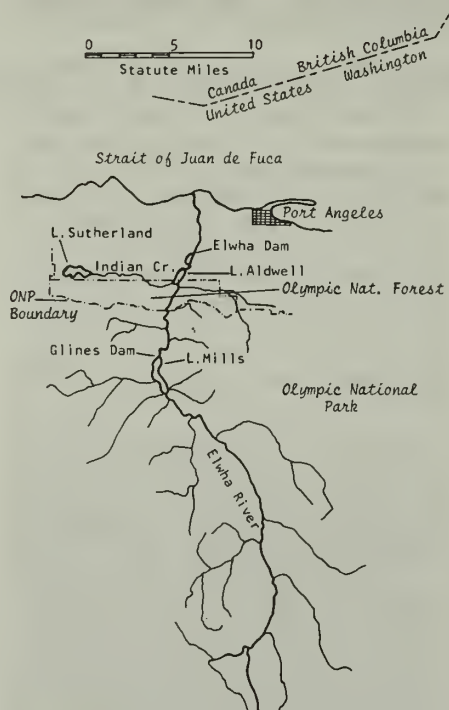 0 5 10
Statute Miles
British Columbia
Canada
Washington
United States
Strait of Juan de Fuca
Port Angeles
L.Sutherland
Elwha Dam
Indian Cr.
L.Aldwell
ONP
Boundary
Olympic Nat. Forest
Glines Dam
L.Mills
Olympic National
Park
Elwha River